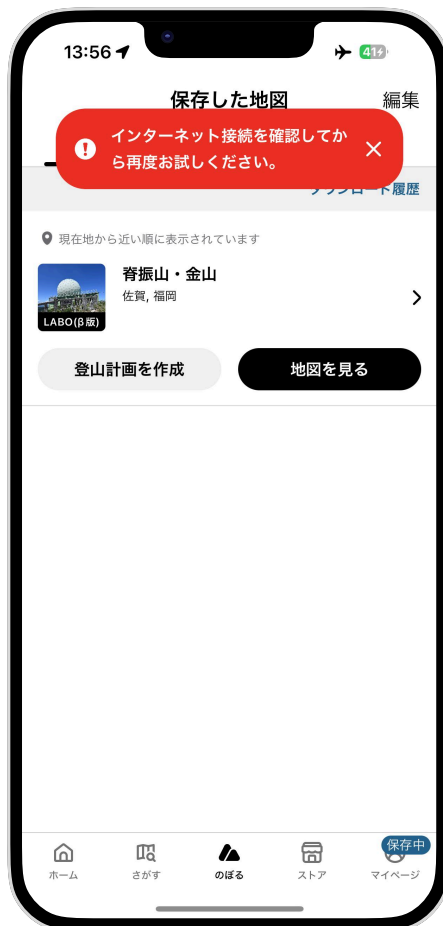 13:56
41
保存した地図
編集
インターネット接続を確認してか
ら再度お試しください。
ダウンロード履歴
現在地から近い順に表示されています
脊振山・金山
佐賀, 福岡
LABO(β版)
登山計画を作成
地図を見る
保存中
ホーム
さがす
のぼる
ストア
マイページ